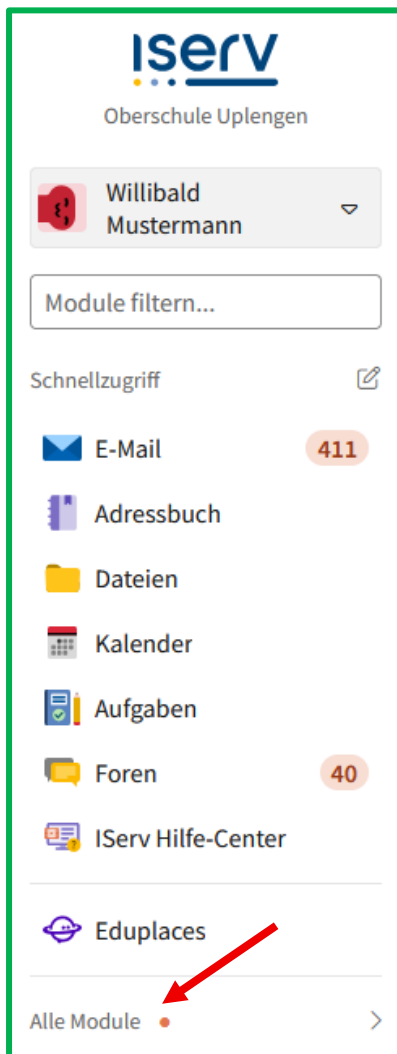 IServ
Oberschule Uplengen
Willibald
Mustermann
Module filtern...
Schnellzugriff
E-Mail 411
Adressbuch
Dateien
Kalender
Aufgaben
Foren 40
IServ Hilfe-Center
Eduplaces
Alle Module